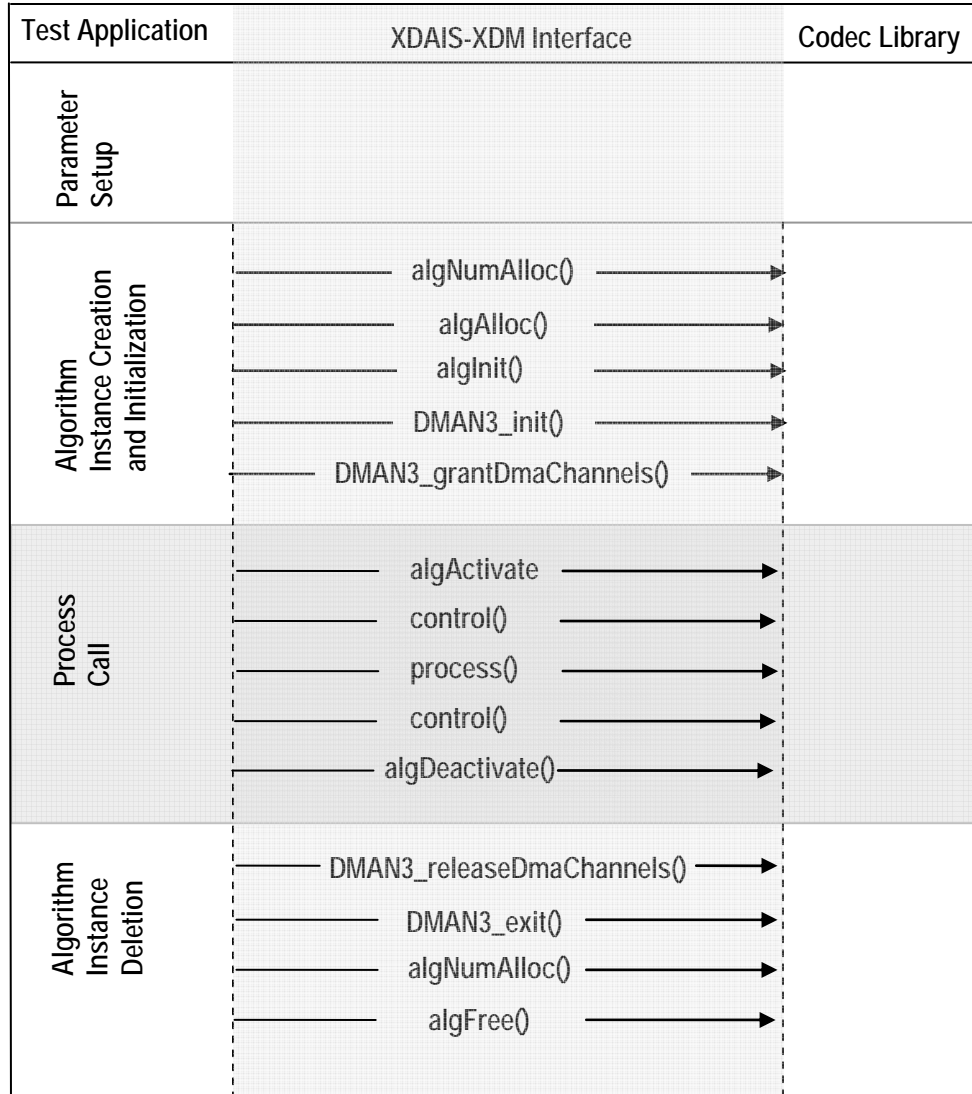 Test Application
XDAIS-XDM Interface
Codec Library
Parameter
Setup
Algorithm
Instance Creation
and Initialization
algNumAlloc()
algAlloc()
algInit()
DMAN3_init()
DMAN3_grantDmaChannels()
Process
Call
algActivate
control()
process()
control()
algDeactivate()
Algorithm
Instance
Deletion
DMAN3_releaseDmaChannels()
DMAN3_exit()
algNumAlloc()
algFree()